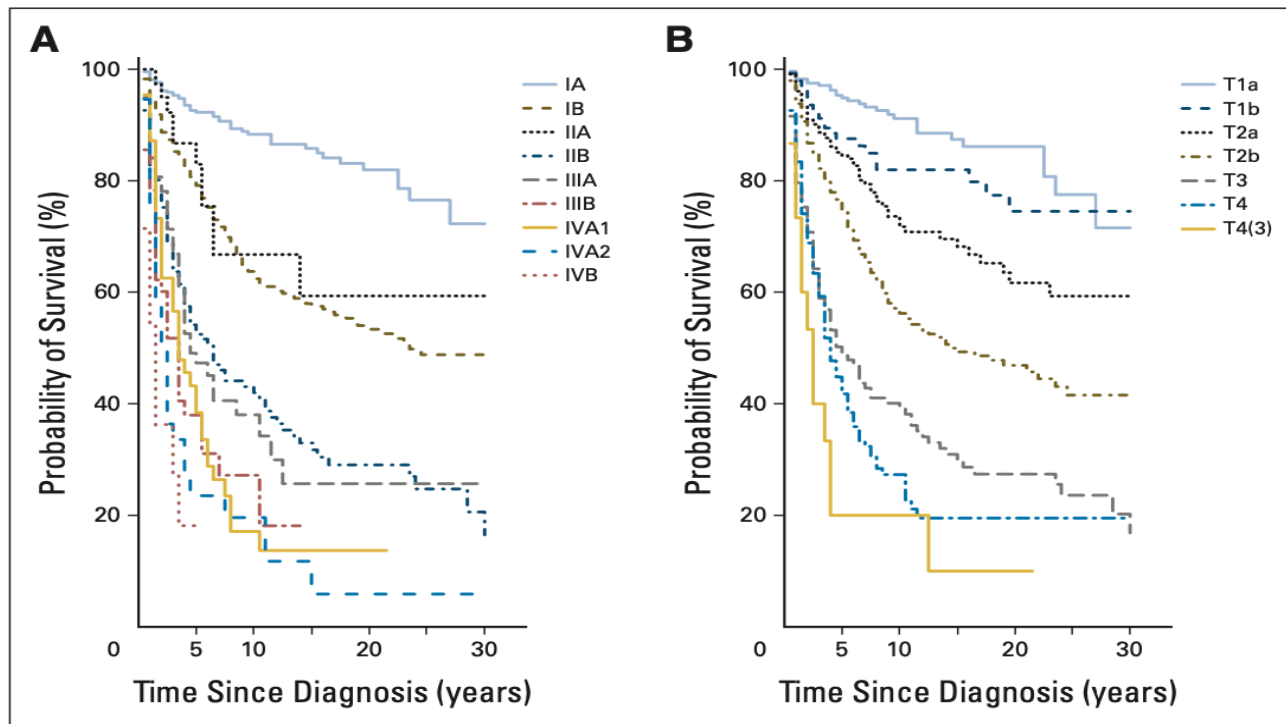 A
Probability of Survival (%)
100
80
60
40
20
0
5
10
20
30
Time Since Diagnosis (years)
IA
IB
IIA
IIB
IIIA
IIIB
IVA1
IVA2
IVB
B
Probability of Survival (%)
100
80
60
40
20
0
5
10
20
30
Time Since Diagnosis (years)
T1a
T1b
T2a
T2b
T3
T4
T4(3)